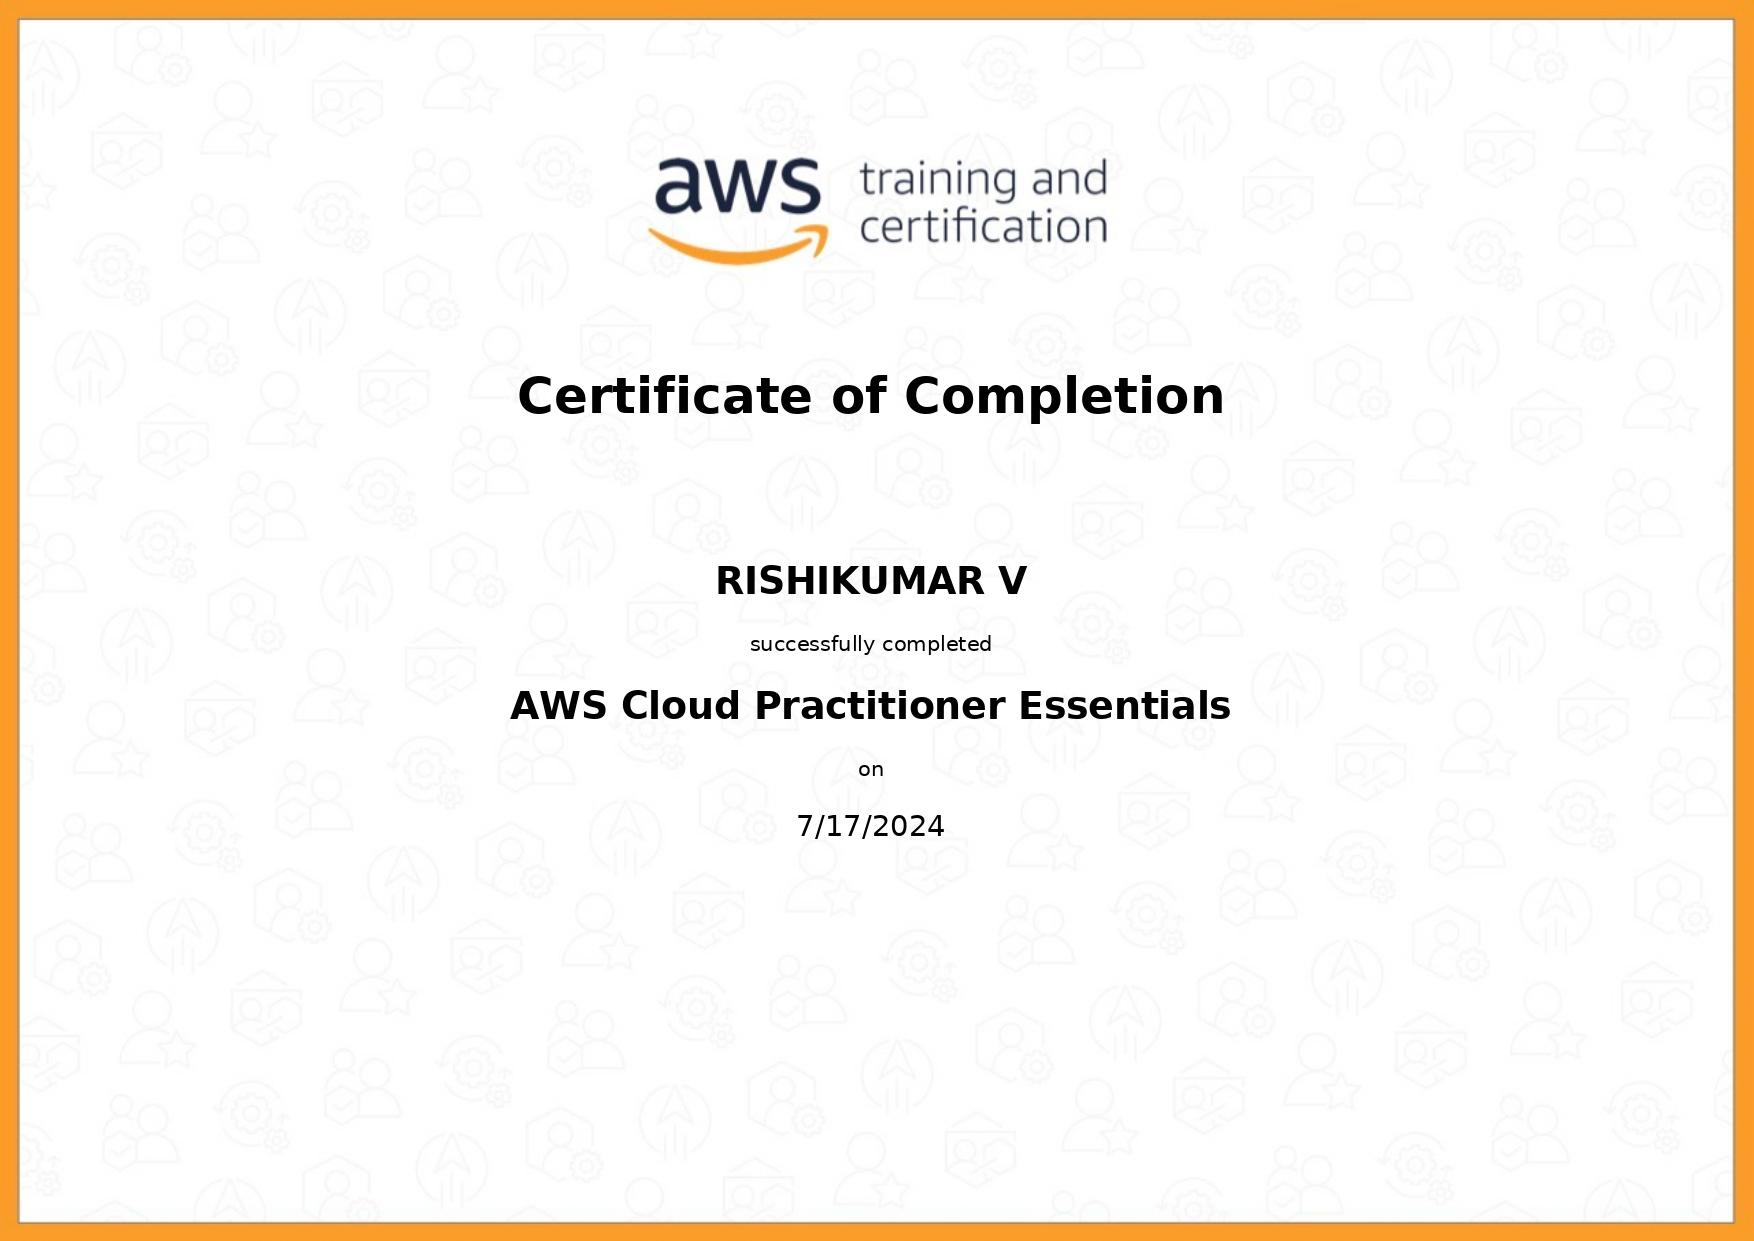 aws training and
certification
Certificate of Completion
RISHIKUMAR V
successfully completed
AWS Cloud Practitioner Essentials
on
7/17/2024